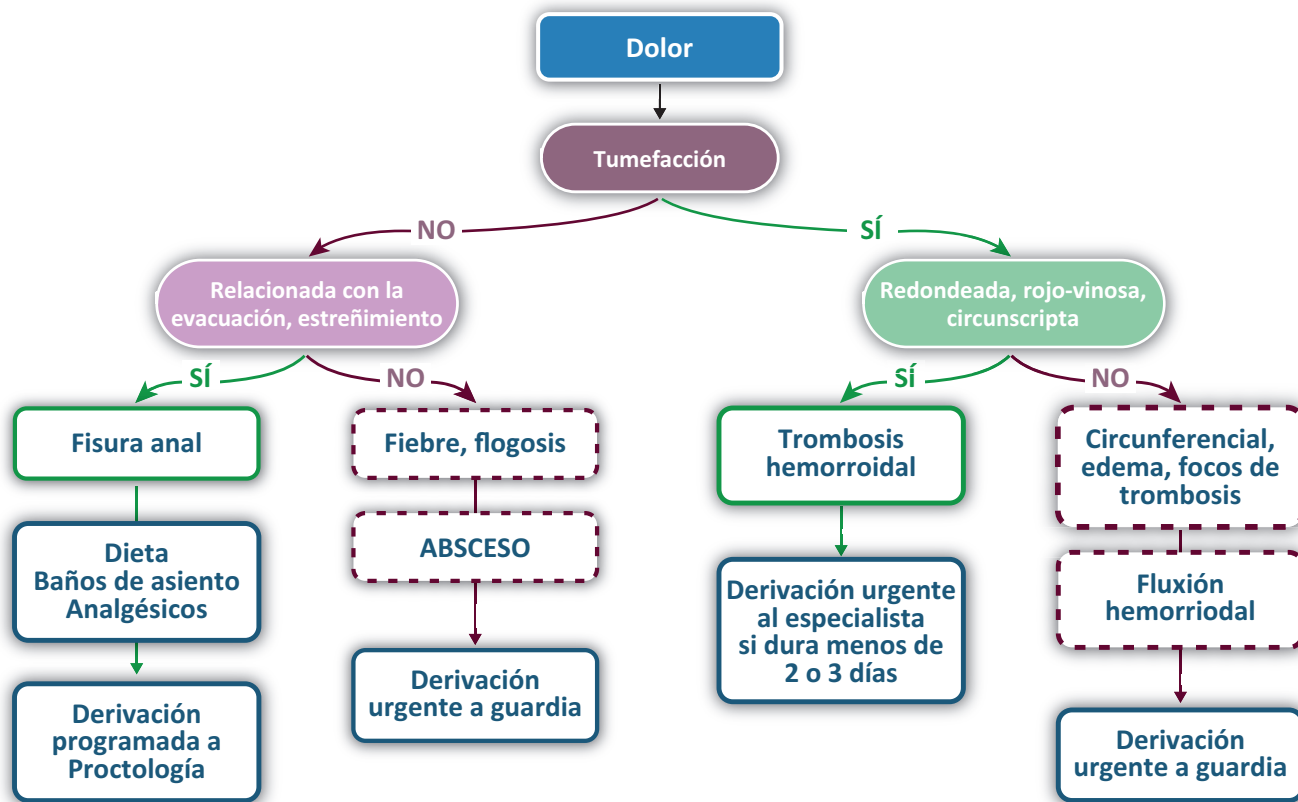 Dolor
Tumefacción
NO
SÍ
Relacionada con la
evacuación, estreñimiento
Redondeada, rojo-vinosa,
circunscripta
SÍ
NO
SÍ
NO
Fisura anal
Fiebre, flogosis
Trombosis
hemorroidal
Circunferencial,
edema, focos de
trombosis
Dieta
Baños de asiento
Analgésicos
ABSCESO
Derivación urgente
al especialista
si dura menos de
2 o 3 días
Fluxión
hemorriodal
Derivación
programada a
Proctología
Derivación
urgente a guardia
Derivación
urgente a guardia